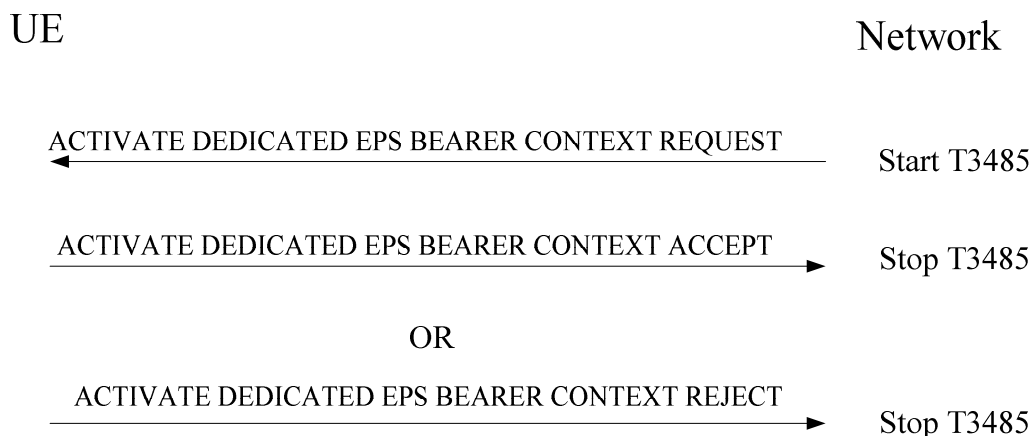 UE
Network
ACTIVATE DEDICATED EPS BEARER CONTEXT REQUEST
Start T3485
ACTIVATE DEDICATED EPS BEARER CONTEXT ACCEPT
Stop T3485
OR
ACTIVATE DEDICATED EPS BEARER CONTEXT REJECT
Stop T3485